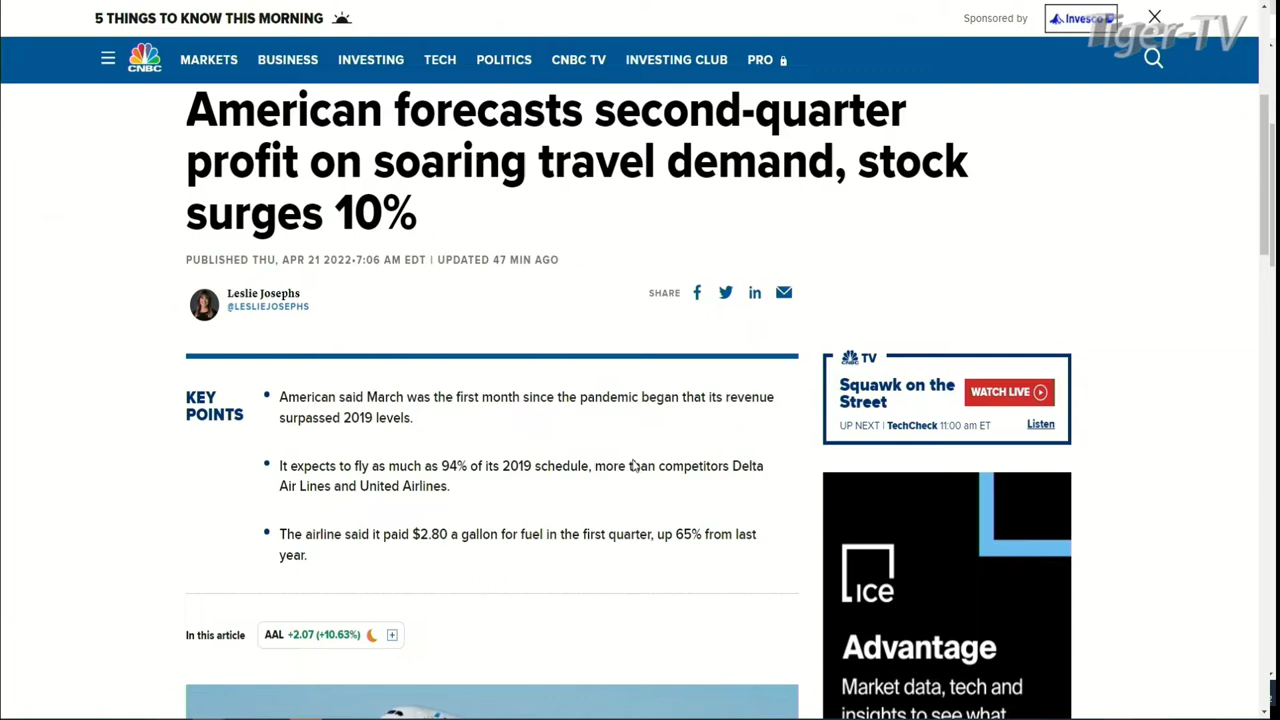 5 THINGS TO KNOW THIS MORNING
Sponsored by
Invesco
Tiger-TV
CNBC
MARKETS BUSINESS INVESTING TECH POLITICS CNBC TV INVESTING CLUB PRO
American forecasts second-quarter
profit on soaring travel demand, stock
surges 10%
PUBLISHED THU, APR 21 2022•7:06 AM EDT | UPDATED 47 MIN AGO
Leslie Josephs
@LESLIEJOSEPHS
SHARE
KEY
POINTS
American said March was the first month since the pandemic began that its revenue
surpassed 2019 levels.
It expects to fly as much as 94% of its 2019 schedule, more than competitors Delta
Air Lines and United Airlines.
The airline said it paid $2.80 a gallon for fuel in the first quarter, up 65% from last
year.
In this article
AAL +2.07 (+10.63%)
CNBC TV
Squawk on the
Street
WATCH LIVE
UP NEXT | TechCheck 11:00 am ET
Listen
ICE
Advantage
Market data, tech and
insights to see what